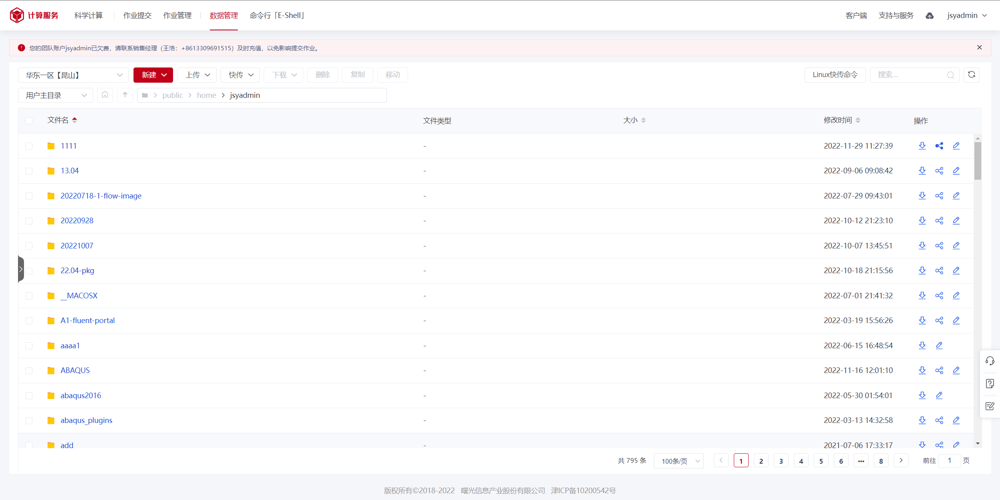 计算服务 科学计算 作业提交 作业管理 数据管理 命令行「E-Shell」 客户端 支持与服务 jsyadmin
您的团队账户jsyadmin已欠费，请联系销售经理（王浩：+8613309691515）及时充值，以免影响提交作业。
华东一区【昆山】 新建 上传 快传 下载 删除 复制 移动 Linux快传命令 搜索...
用户主目录 public home jsyadmin
文件名 文件类型 大小 修改时间 操作
1111 - 2022-11-29 11:27:39
13.04 - 2022-09-06 09:08:42
20220718-1-flow-image - 2022-07-29 09:43:01
20220928 - 2022-10-12 21:23:10
20221007 - 2022-10-07 13:45:51
22.04-pkg - 2022-10-18 21:15:56
__MACOSX - 2022-07-01 21:41:32
A1-fluent-portal - 2022-03-19 15:56:26
aaaa1 - 2022-06-15 16:48:54
ABAQUS - 2022-11-16 12:01:10
abaqus2016 - 2022-05-30 01:54:01
abaqus_plugins - 2022-03-13 14:32:58
add - 2021-07-06 17:33:17
共 795 条 100条/页 1 2 3 4 5 6 ••• 8 前往 1 页
版权所有©2018-2022 曙光信息产业股份有限公司 津ICP备10200542号